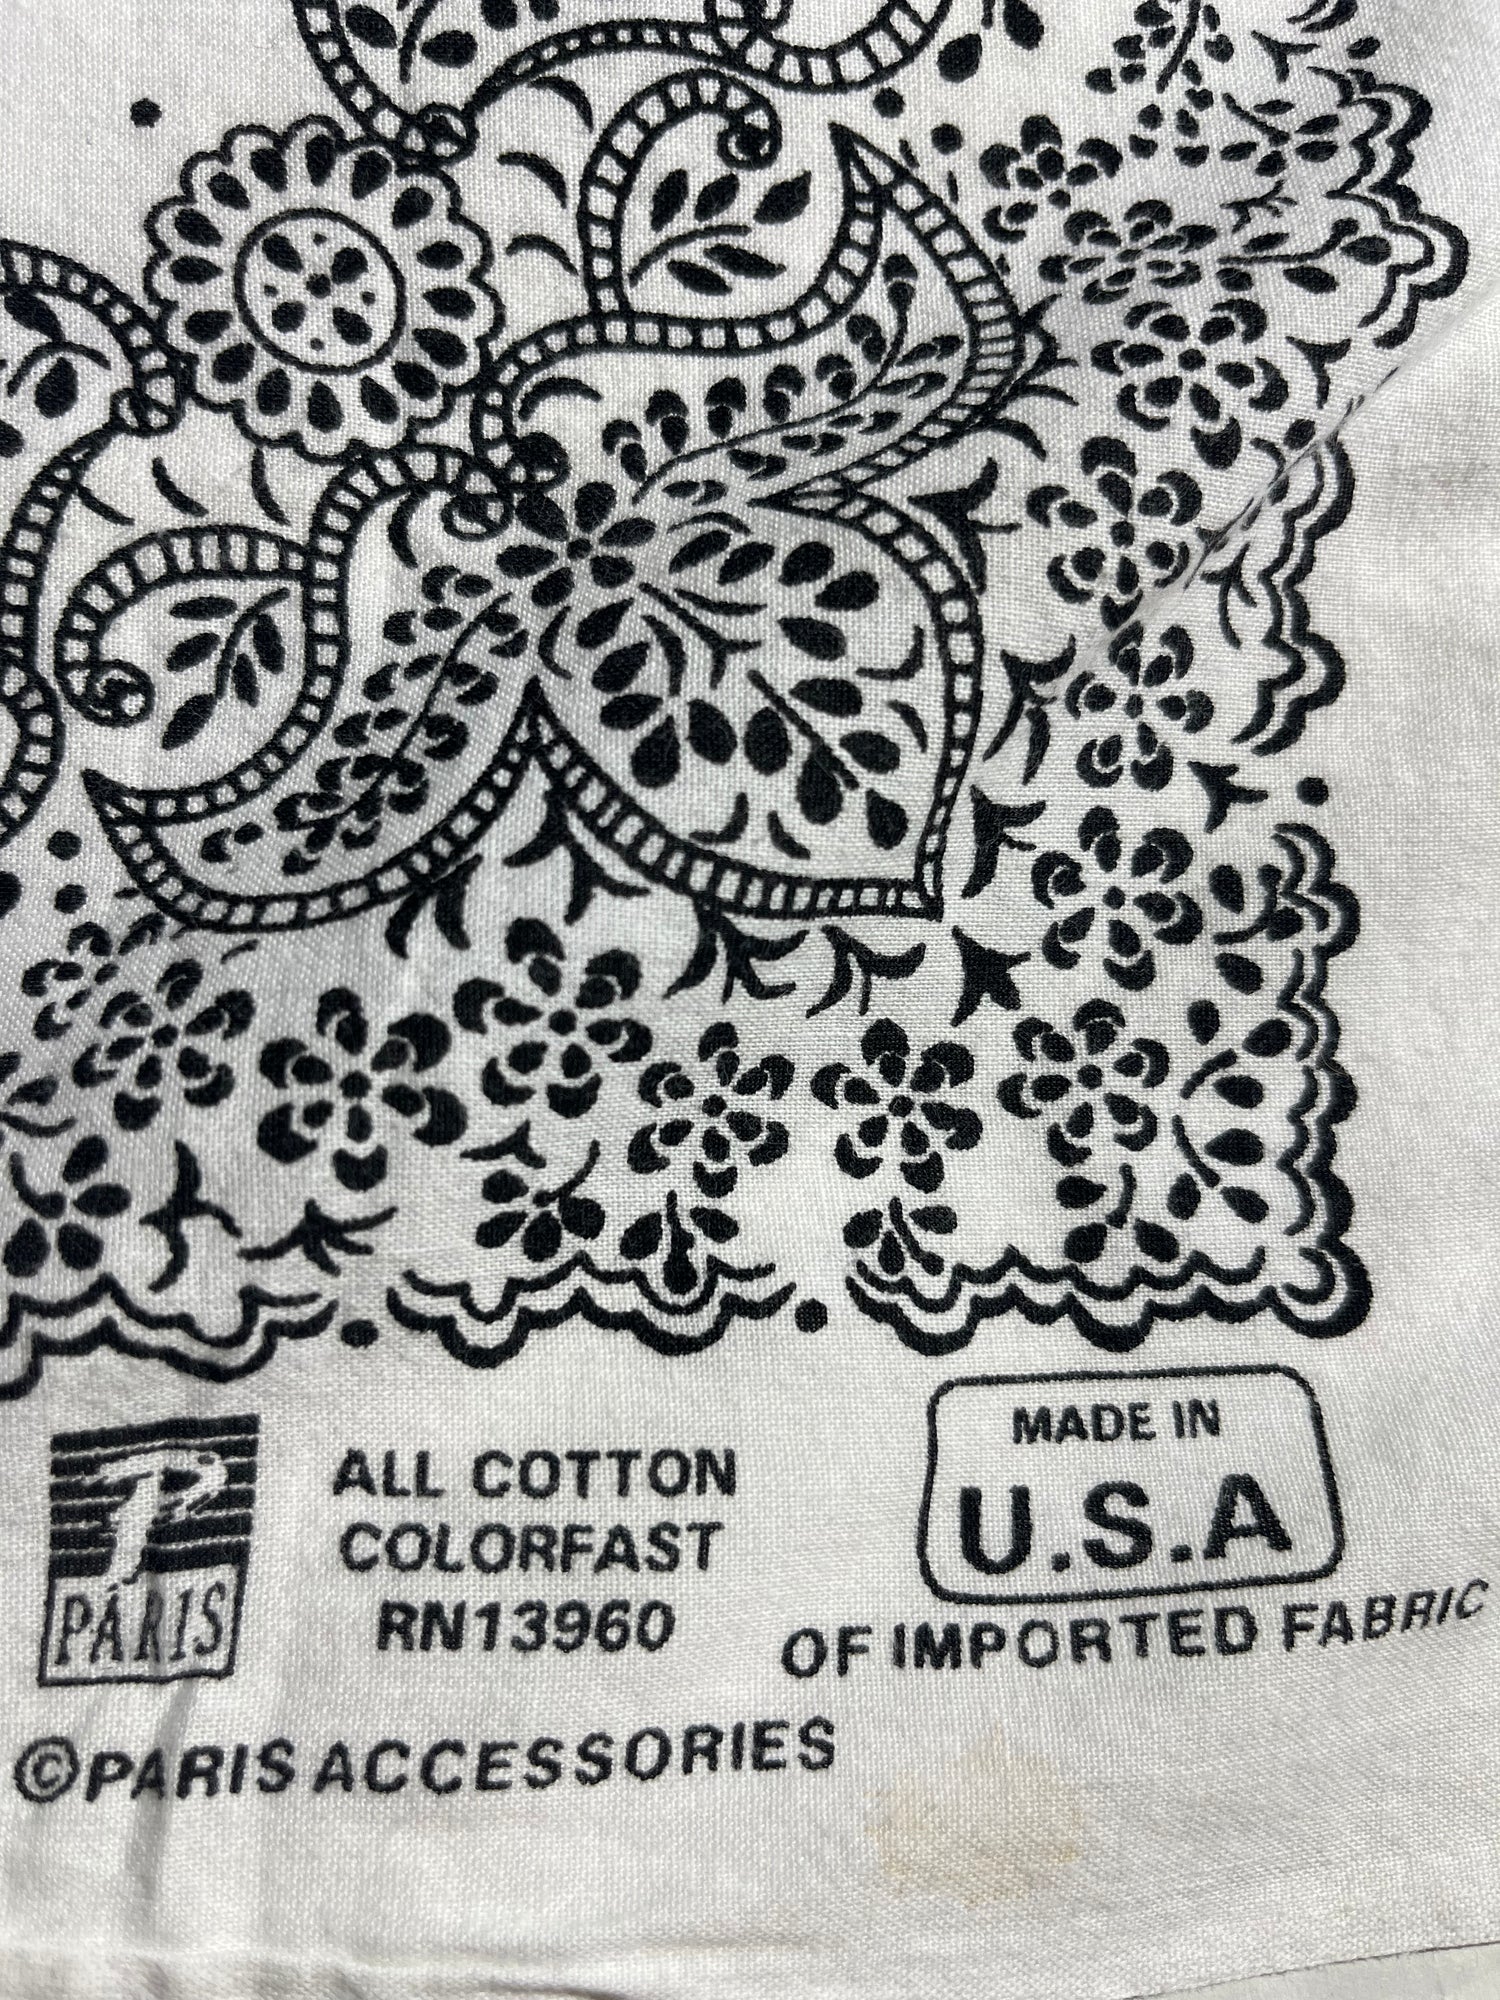 PARIS
ALL COTTON
COLORFAST
RN13960
MADE IN
U.S.A
OF IMPORTED FABRIC
©PARIS ACCESSORIES